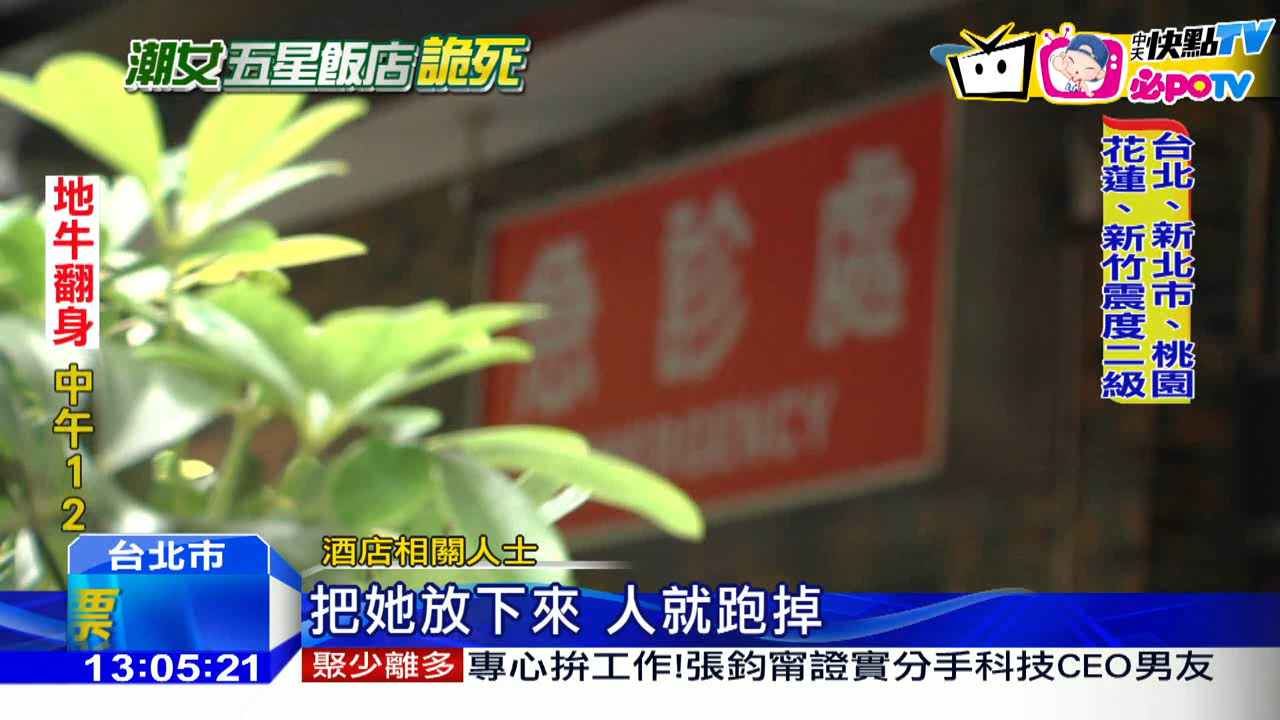 潮女五星飯店詭死
中天快點TV
必POTV
台北、新北市、桃園
花蓮、新竹震度二級
地牛翻身
中午12
急診處
EMERGENCY
台北市
酒店相關人士
票
把她放下來 人就跑掉
13:05:21
聚少離多 專心拚工作!張鈞甯證實分手科技CEO男友